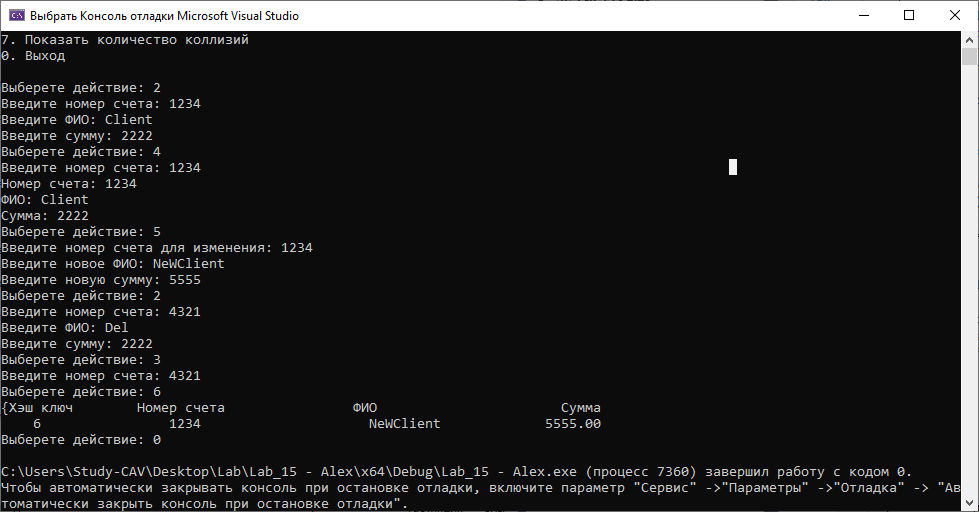 Выбрать Консоль отладки Microsoft Visual Studio
7. Показать количество коллизий
0. Выход
Выберете действие: 2
Введите номер счета: 1234
Введите ФИО: Client
Введите сумму: 2222
Выберете действие: 4
Введите номер счета: 1234
Номер счета: 1234
ФИО: Client
Сумма: 2222
Выберете действие: 5
Введите номер счета для изменения: 1234
Введите новое ФИО: NeWClient
Введите новую сумму: 5555
Выберете действие: 2
Введите номер счета: 4321
Введите ФИО: Del
Введите сумму: 2222
Выберете действие: 3
Введите номер счета: 4321
Выберете действие: 6
{Хэш ключ Номер счета ФИО Сумма
6 1234 NeWClient 5555.00
Выберете действие: 0
C:\Users\Study-CAV\Desktop\Lab\Lab_15 - Alex\x64\Debug\Lab_15 - Alex.exe (процесс 7360) завершил работу с кодом 0.
Чтобы автоматически закрывать консоль при остановке отладки, включите параметр "Сервис" ->"Параметры" ->"Отладка" -> "Ав
томатически закрыть консоль при остановке отладки".